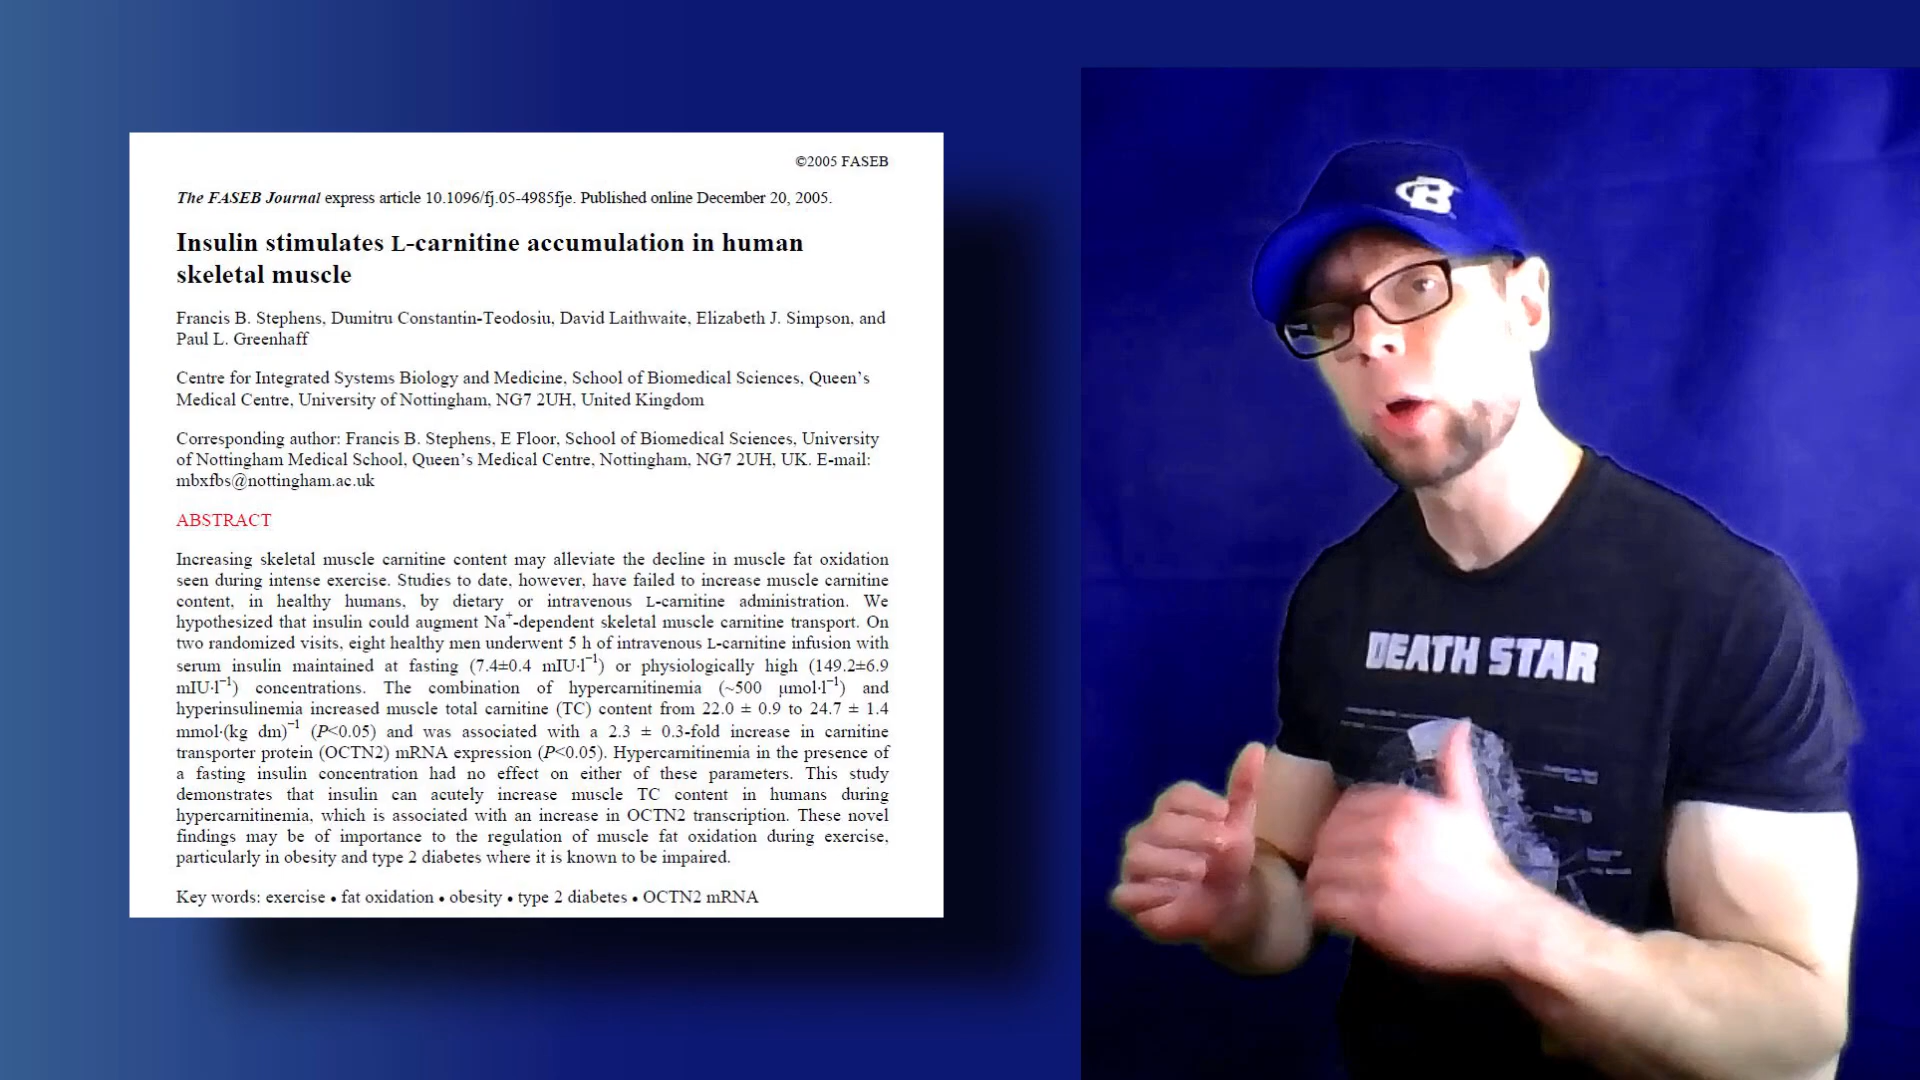 ©2005 FASEB
The FASEB Journal express article 10.1096/fj.05-4985fje. Published online December 20, 2005.
Insulin stimulates L-carnitine accumulation in human
skeletal muscle
Francis B. Stephens, Dumitru Constantin-Teodosiu, David Laithwaite, Elizabeth J. Simpson, and
Paul L. Greenhaff
Centre for Integrated Systems Biology and Medicine, School of Biomedical Sciences, Queen's
Medical Centre, University of Nottingham, NG7 2UH, United Kingdom
Corresponding author: Francis B. Stephens, E Floor, School of Biomedical Sciences, University
of Nottingham Medical School, Queen's Medical Centre, Nottingham, NG7 2UH, UK. E-mail:
mbxfbs@nottingham.ac.uk
ABSTRACT
Increasing skeletal muscle carnitine content may alleviate the decline in muscle fat oxidation
seen during intense exercise. Studies to date, however, have failed to increase muscle carnitine
content, in healthy humans, by dietary or intravenous L-carnitine administration. We
hypothesized that insulin could augment Na⁺-dependent skeletal muscle carnitine transport. On
two randomized visits, eight healthy men underwent 5 h of intravenous L-carnitine infusion with
serum insulin maintained at fasting (7.4±0.4 mIU·l⁻¹) or physiologically high (149.2±6.9
mIU·l⁻¹) concentrations. The combination of hypercarnitinemia (~500 µmol·l⁻¹) and
hyperinsulinemia increased muscle total carnitine (TC) content from 22.0 ± 0.9 to 24.7 ± 1.4
mmol·(kg dm)⁻¹ (P<0.05) and was associated with a 2.3 ± 0.3-fold increase in carnitine
transporter protein (OCTN2) mRNA expression (P<0.05). Hypercarnitinemia in the presence of
a fasting insulin concentration had no effect on either of these parameters. This study
demonstrates that insulin can acutely increase muscle TC content in humans during
hypercarnitinemia, which is associated with an increase in OCTN2 transcription. These novel
findings may be of importance to the regulation of muscle fat oxidation during exercise,
particularly in obesity and type 2 diabetes where it is known to be impaired.
Key words: exercise • fat oxidation • obesity • type 2 diabetes • OCTN2 mRNA
B
DEATH STAR